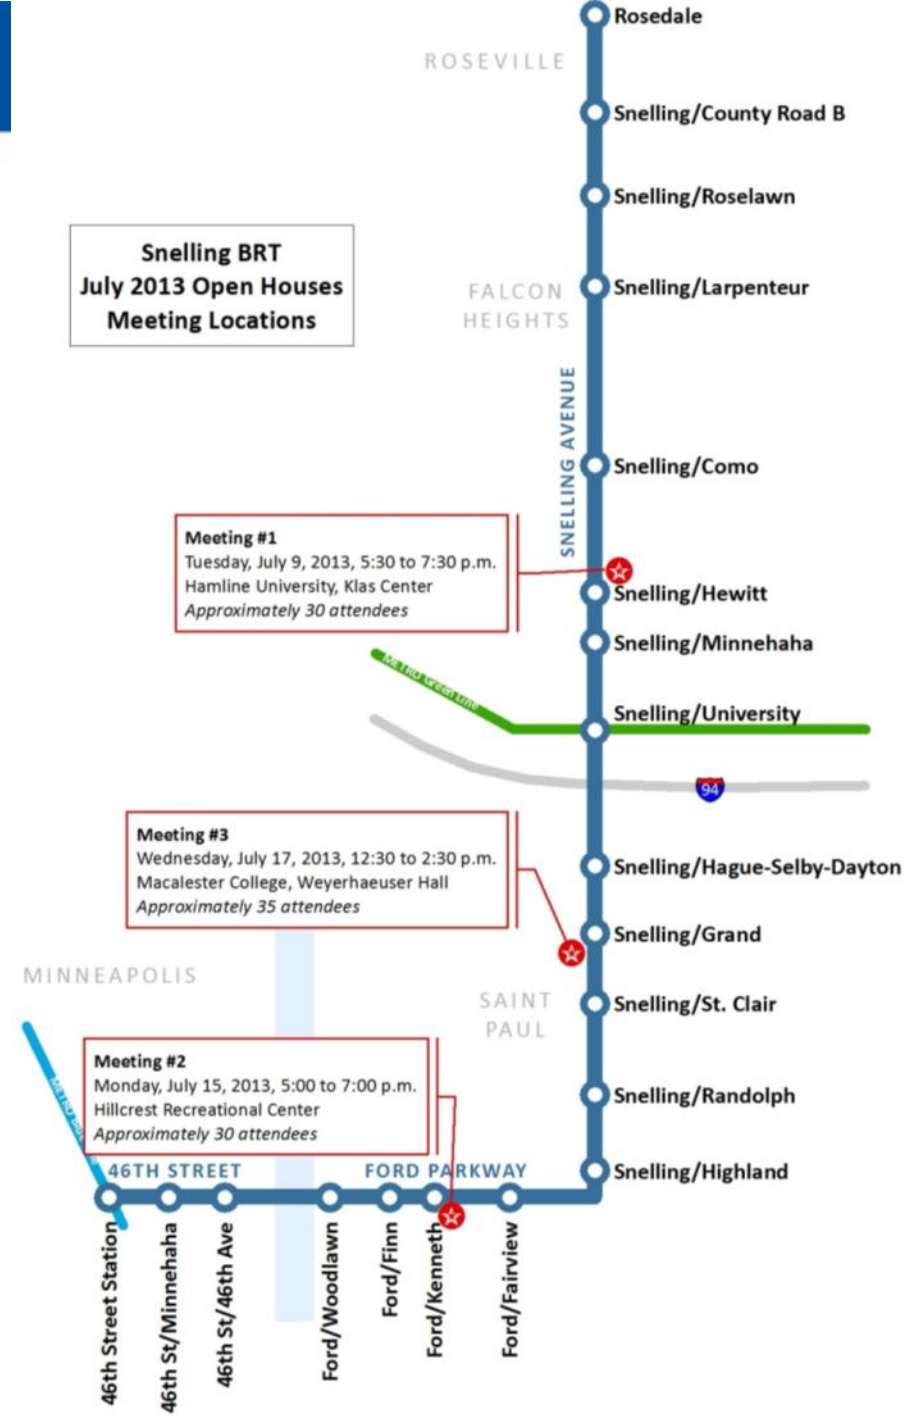 Rosedale
ROSEVILLE
Snelling/County Road B
Snelling/Roselawn
Snelling BRT
July 2013 Open Houses
Meeting Locations
FALCON
HEIGHTS
Snelling/Larpenteur
SNELLING AVENUE
Snelling/Como
Meeting #1
Tuesday, July 9, 2013, 5:30 to 7:30 p.m.
Hamline University, Klas Center
Approximately 30 attendees
Snelling/Hewitt
Snelling/Minnehaha
METRO Green Line
Snelling/University
94
Meeting #3
Wednesday, July 17, 2013, 12:30 to 2:30 p.m.
Macalester College, Weyerhaeuser Hall
Approximately 35 attendees
Snelling/Hague-Selby-Dayton
Snelling/Grand
MINNEAPOLIS
SAINT
PAUL
Snelling/St. Clair
METRO
Meeting #2
Monday, July 15, 2013, 5:00 to 7:00 p.m.
Hillcrest Recreational Center
Approximately 30 attendees
Snelling/Randolph
46TH STREET
FORD PARKWAY
Snelling/Highland
46th Street Station
46th St/Minnehaha
46th St/46th Ave
Ford/Woodlawn
Ford/Finn
Ford/Kenneth
Ford/Fairview